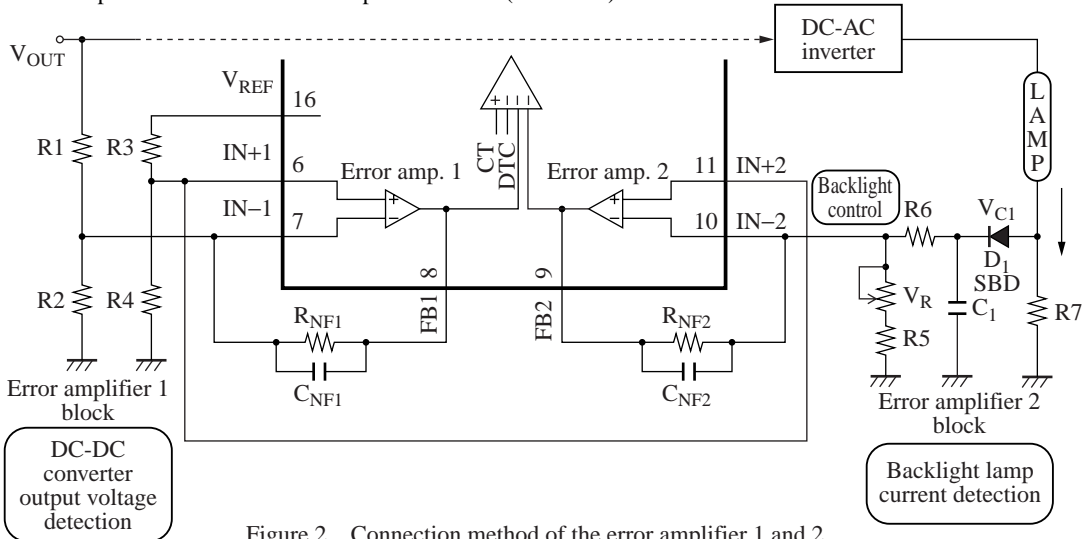 DC-AC
inverter
V_OUT
V_REF
16
LAMP
R1
R3
IN+1
6
Error amp. 1
CT
DTC
Error amp. 2
11
IN+2
Backlight
control
IN−1
7
10
IN−2
R6
V_C1
D_1
SBD
R2
R4
8
FB1
9
FB2
V_R
C_1
R7
R_NF1
R_NF2
R5
C_NF1
C_NF2
Error amplifier 1
block
Error amplifier 2
block
DC-DC
converter
output voltage
detection
Backlight lamp
current detection
Figure 2 Connection method of the error amplifier 1 and 2